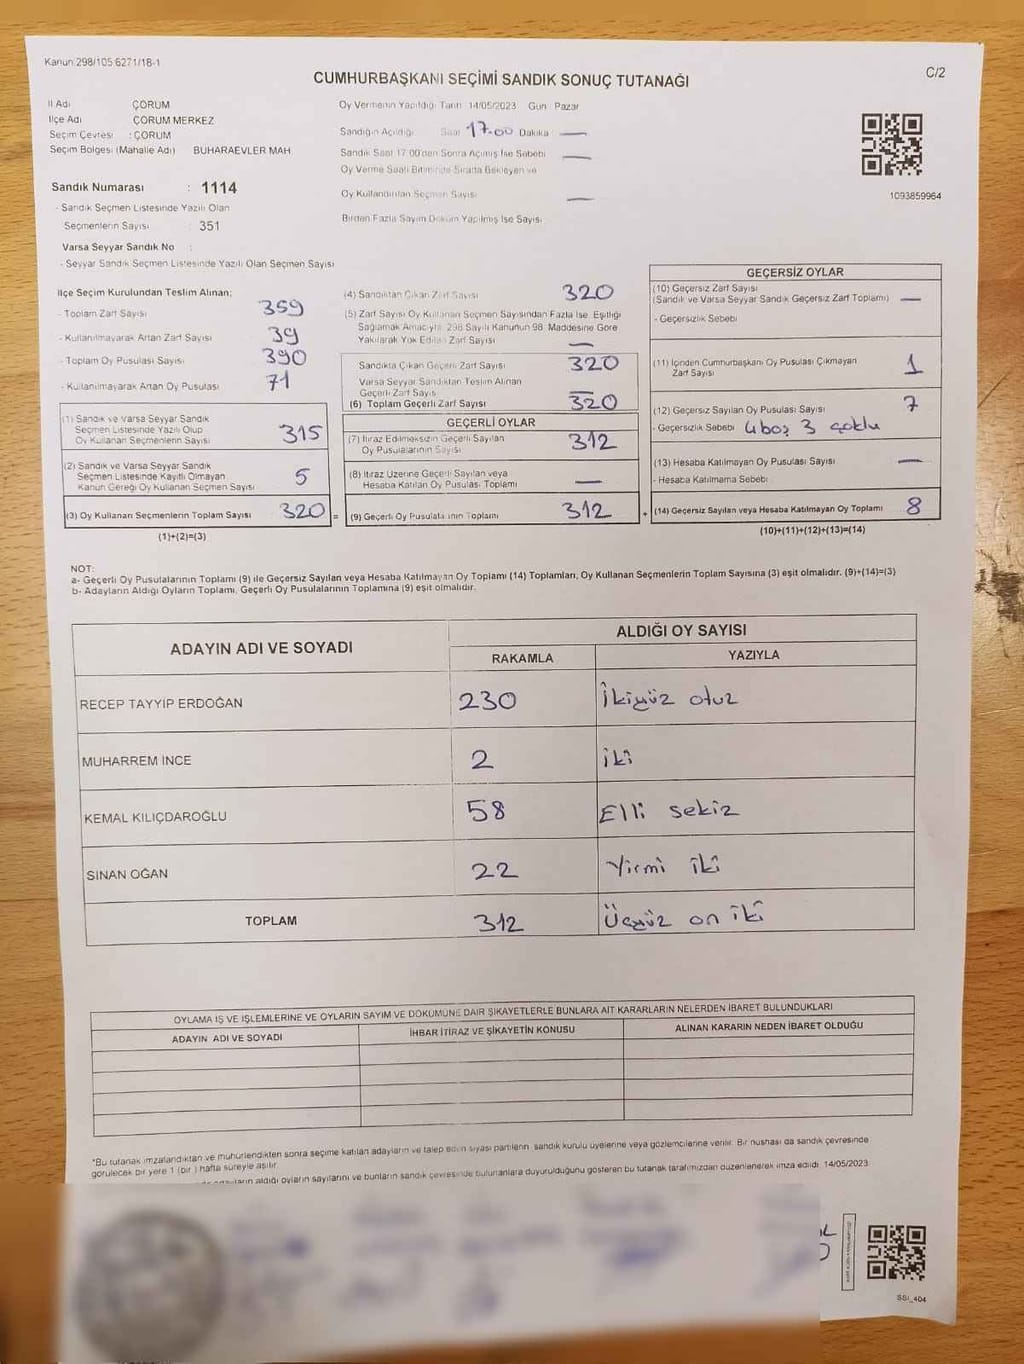 Kanun 298/105 6271/18-1
C/2
CUMHURBAŞKANI SEÇİMİ SANDIK SONUÇ TUTANAĞI
İl Adı ÇORUM
İlçe Adı ÇORUM MERKEZ
Seçim Çevresi : ÇORUM
Seçim Bölgesi (Mahalle Adı) BUHARAEVLER MAH.
Sandık Numarası : 1114
- Sandık Seçmen Listesinde Yazılı Olan
Seçmenlerin Sayısı : 351
Varsa Seyyar Sandık No :
- Seyyar Sandık Seçmen Listesinde Yazılı Olan Seçmen Sayısı
Oy Vermenin Yapıldığı Tarih 14/05/2023 Gün Pazar
Sandığın Açıldığı Saat 17.00 Dakika —
Sandık Saat 17.00'den Sonra Açılmış İse Sebebi —
Oy Verme Saati Bitiminde Sırada Bekleyen ve
Oy Kullandırılan Seçmen Sayısı —
Birden Fazla Sayım Döküm Yapılmış İse Sayısı
1093859964
İlçe Seçim Kurulundan Teslim Alınan;
- Toplam Zarf Sayısı 359
- Kullanılmayarak Artan Zarf Sayısı 39
- Toplam Oy Pusulası Sayısı 390
- Kullanılmayarak Artan Oy Pusulası 71
(1) Sandık ve Varsa Seyyar Sandık
Seçmen Listesinde Yazılı Olup
Oy Kullanan Seçmenlerin Sayısı 315
(2) Sandık ve Varsa Seyyar Sandık
Seçmen Listesinde Kayıtlı Olmayan
Kanun Gereği Oy Kullanan Seçmen Sayısı 5
(3) Oy Kullanan Seçmenlerin Toplam Sayısı 320
(1)+(2)=(3)
(4) Sandıktan Çıkan Zarf Sayısı 320
(5) Zarf Sayısı Oy Kullanan Seçmen Sayısından Fazla İse, Eşitliği
Sağlamak Amacıyla, 298 Sayılı Kanunun 98. Maddesine Göre
Yakılarak Yok Edilen Zarf Sayısı —
Sandıkta Çıkan Geçerli Zarf Sayısı 320
Varsa Seyyar Sandıktan Teslim Alınan
Geçerli Zarf Sayısı —
(6) Toplam Geçerli Zarf Sayısı 320
GEÇERLİ OYLAR
(7) İtiraz Edilmeksizin Geçerli Sayılan
Oy Pusulalarının Sayısı 312
(8) İtiraz Üzerine Geçerli Sayılan veya
Hesaba Katılan Oy Pusulası Toplamı —
= (9) Geçerli Oy Pusulalarının Toplamı 312
GEÇERSİZ OYLAR
(10) Geçersiz Zarf Sayısı
(Sandık ve Varsa Seyyar Sandık Geçersiz Zarf Toplamı) —
- Geçersizlik Sebebi
(11) İçinden Cumhurbaşkanı Oy Pusulası Çıkmayan
Zarf Sayısı 1
(12) Geçersiz Sayılan Oy Pusulası Sayısı 7
- Geçersizlik Sebebi 4 boş 3 çoklu
(13) Hesaba Katılmayan Oy Pusulası Sayısı —
- Hesaba Katılmama Sebebi
+ (14) Geçersiz Sayılan veya Hesaba Katılmayan Oy Toplamı 8
(10)+(11)+(12)+(13)=(14)
NOT:
a- Geçerli Oy Pusulalarının Toplamı (9) ile Geçersiz Sayılan veya Hesaba Katılmayan Oy Toplamı (14) Toplamları, Oy Kullanan Seçmenlerin Toplam Sayısına (3) eşit olmalıdır. (9)+(14)=(3)
b- Adayların Aldığı Oyların Toplamı, Geçerli Oy Pusulalarının Toplamına (9) eşit olmalıdır.
ADAYIN ADI VE SOYADI ALDIĞI OY SAYISI
RAKAMLA YAZIYLA
RECEP TAYYİP ERDOĞAN 230 İkiyüz otuz
MUHARREM İNCE 2 İki
KEMAL KILIÇDAROĞLU 58 Elli sekiz
SİNAN OĞAN 22 Yirmi iki
TOPLAM 312 Üçyüz on iki
OYLAMA İŞ VE İŞLEMLERİNE VE OYLARIN SAYIM VE DÖKÜMÜNE DAİR ŞİKAYETLERLE BUNLARA AİT KARARLARIN NELERDEN İBARET BULUNDUKLARI
ADAYIN ADI VE SOYADI İHBAR İTİRAZ VE ŞİKAYETİN KONUSU ALINAN KARARIN NEDEN İBARET OLDUĞU
*Bu tutanak imzalandıktan ve mühürlendikten sonra seçime katılan adayların ve talep eden siyasi partilerin sandık kurulu üyelerine veya gözlemcilerine verilir. Bir nüshası da sandık çevresinde
görülecek bir yere 1 (bir) hafta süreyle asılır.
aldığı oyların sayılarını ve bunların sandık çevresinde bulunanlara duyurulduğunu gösteren bu tutanak tarafımızdan düzenlenerek imza edildi. 14/05/2023
SSI_404